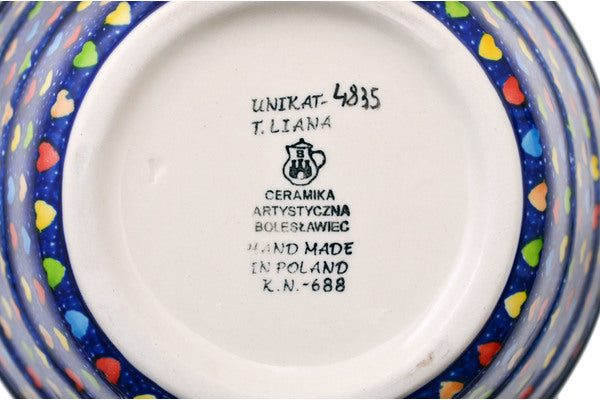 UNIKAT-4835
T. LIANA
B
CERAMIKA
ARTYSTYCZNA
BOLESŁAWIEC
HAND MADE
IN POLAND
K.N.-688